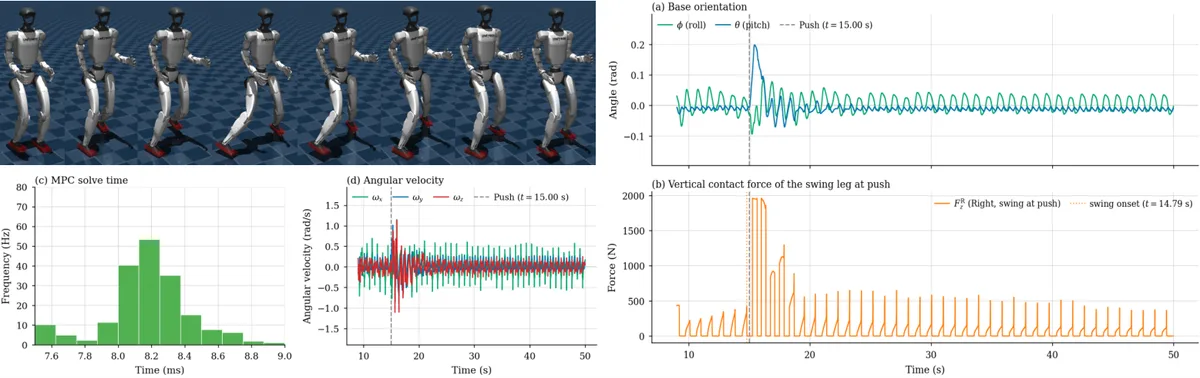 (a) Base orientation
ϕ (roll) θ (pitch) Push (t = 15.00 s)
Angle (rad)
0.2
0.1
0.0
−0.1
(c) MPC solve time
Frequency (Hz)
80
70
60
50
40
30
20
10
0
7.6 7.8 8.0 8.2 8.4 8.6 8.8 9.0
Time (ms)
(d) Angular velocity
ωx ωy ωz Push (t = 15.00 s)
Angular velocity (rad/s)
1.5
1.0
0.5
0.0
−0.5
−1.0
−1.5
10 20 30 40 50
Time (s)
(b) Vertical contact force of the swing leg at push
FzR (Right, swing at push) swing onset (t = 14.79 s)
Force (N)
2000
1500
1000
500
0
10 20 30 40 50
Time (s)